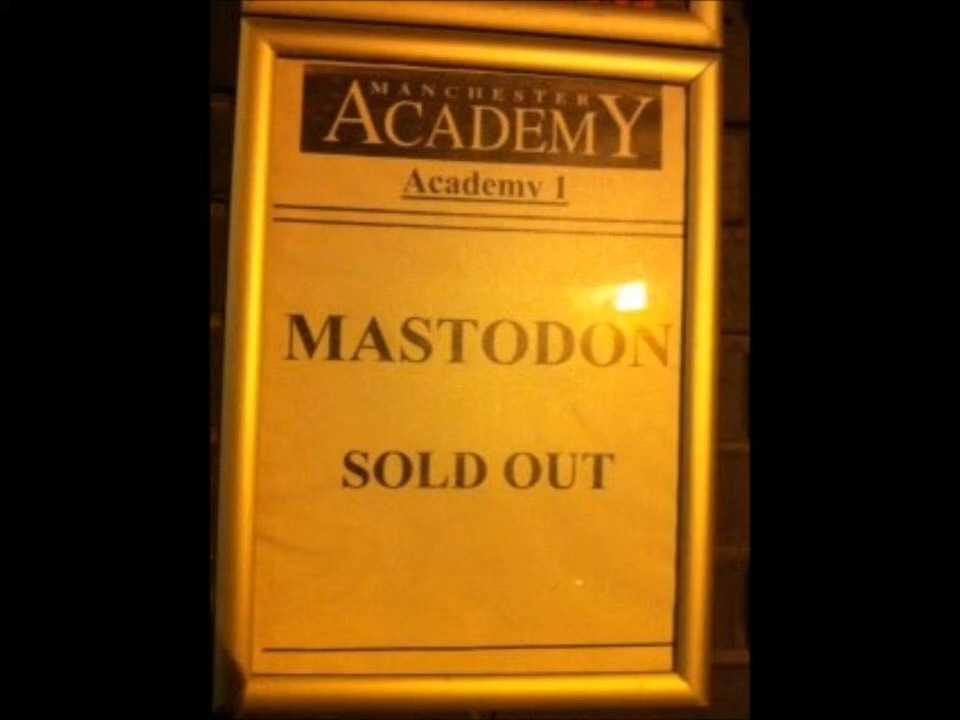 MANCHESTER
ACADEMY
Academy 1
MASTODON
SOLD OUT